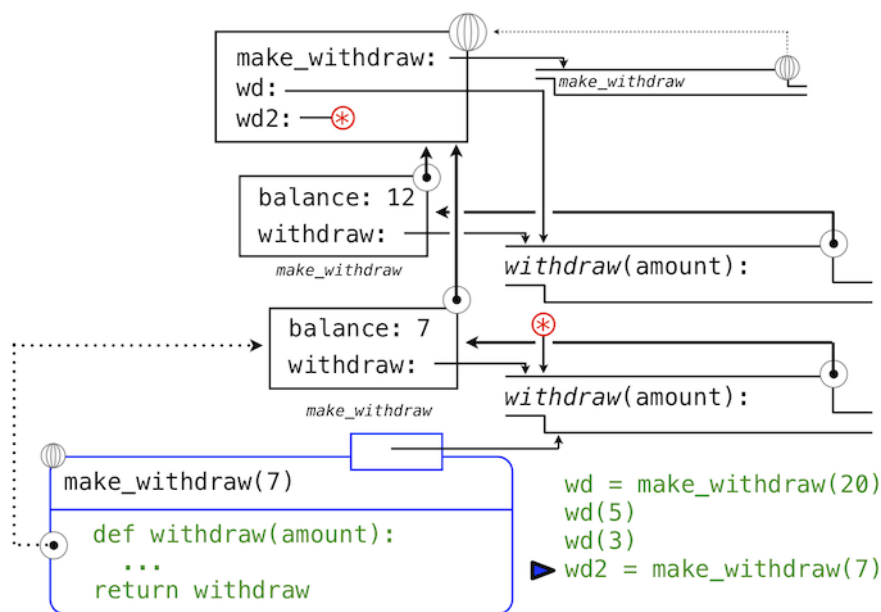 make_withdraw:
make_withdraw
wd:
wd2:
balance: 12
withdraw:
make_withdraw
withdraw(amount):
balance: 7
withdraw:
make_withdraw
withdraw(amount):
make_withdraw(7)
def withdraw(amount):
...
return withdraw
wd = make_withdraw(20)
wd(5)
wd(3)
wd2 = make_withdraw(7)